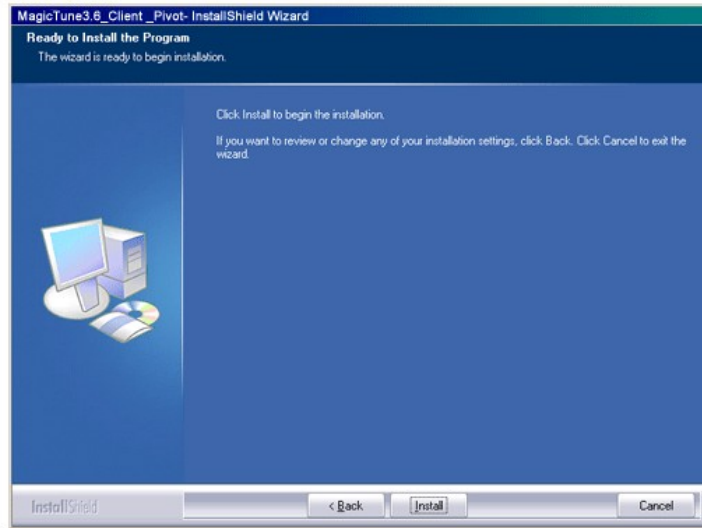 MagicTune3.6_Client _Pivot- InstallShield Wizard
Ready to Install the Program
The wizard is ready to begin installation.
Click Install to begin the installation.
If you want to review or change any of your installation settings, click Back. Click Cancel to exit the
wizard.
InstallShield
< Back
Install
Cancel